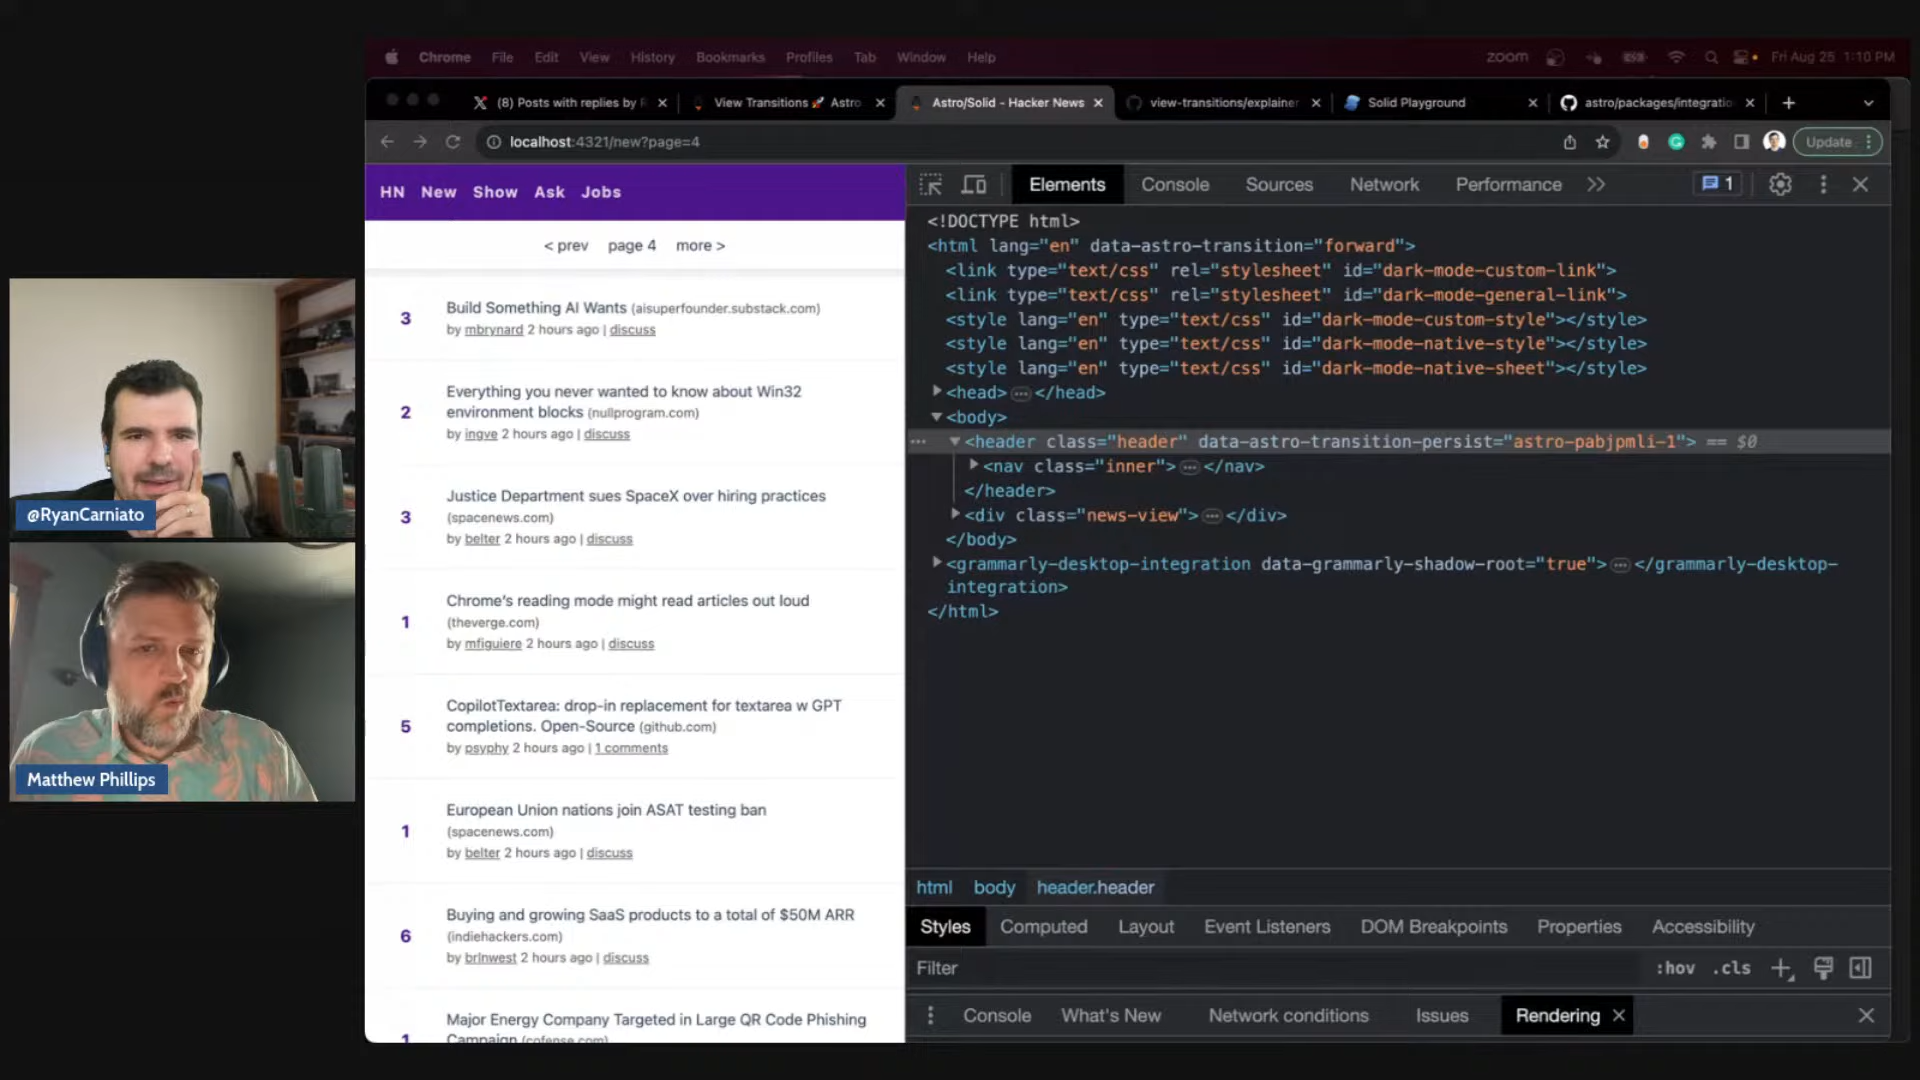 Chrome File Edit View History Bookmarks Profiles Tab Window Help
zoom Fri Aug 25 1:10 PM
(8) Posts with replies by
View Transitions 🚀 Astro
Astro/Solid - Hacker News
view-transitions/explainer
Solid Playground
astro/packages/integratio
localhost:4321/new?page=4
Update
HN New Show Ask Jobs
< prev page 4 more >
3
Build Something AI Wants (aisuperfounder.substack.com)
by mbrynard 2 hours ago | discuss
2
Everything you never wanted to know about Win32
environment blocks (nullprogram.com)
by ingve 2 hours ago | discuss
3
Justice Department sues SpaceX over hiring practices
(spacenews.com)
by belter 2 hours ago | discuss
1
Chrome's reading mode might read articles out loud
(theverge.com)
by mfiguiere 2 hours ago | discuss
5
CopilotTextarea: drop-in replacement for textarea w GPT
completions. Open-Source (github.com)
by psyphy 2 hours ago | 1 comments
1
European Union nations join ASAT testing ban
(spacenews.com)
by belter 2 hours ago | discuss
6
Buying and growing SaaS products to a total of $50M ARR
(indiehackers.com)
by brlnwest 2 hours ago | discuss
1
Major Energy Company Targeted in Large QR Code Phishing
Campaign (cofense.com)
Elements Console Sources Network Performance >> 1
<!DOCTYPE html>
<html lang="en" data-astro-transition="forward">
<link type="text/css" rel="stylesheet" id="dark-mode-custom-link">
<link type="text/css" rel="stylesheet" id="dark-mode-general-link">
<style lang="en" type="text/css" id="dark-mode-custom-style"></style>
<style lang="en" type="text/css" id="dark-mode-native-style"></style>
<style lang="en" type="text/css" id="dark-mode-native-sheet"></style>
<head> … </head>
<body>
<header class="header" data-astro-transition-persist="astro-pabjpmli-1"> == $0
<nav class="inner"> … </nav>
</header>
<div class="news-view"> … </div>
</body>
<grammarly-desktop-integration data-grammarly-shadow-root="true"> … </grammarly-desktop-
integration>
</html>
html body header.header
Styles Computed Layout Event Listeners DOM Breakpoints Properties Accessibility
Filter :hov .cls
Console What's New Network conditions Issues Rendering
@RyanCarniato
Matthew Phillips